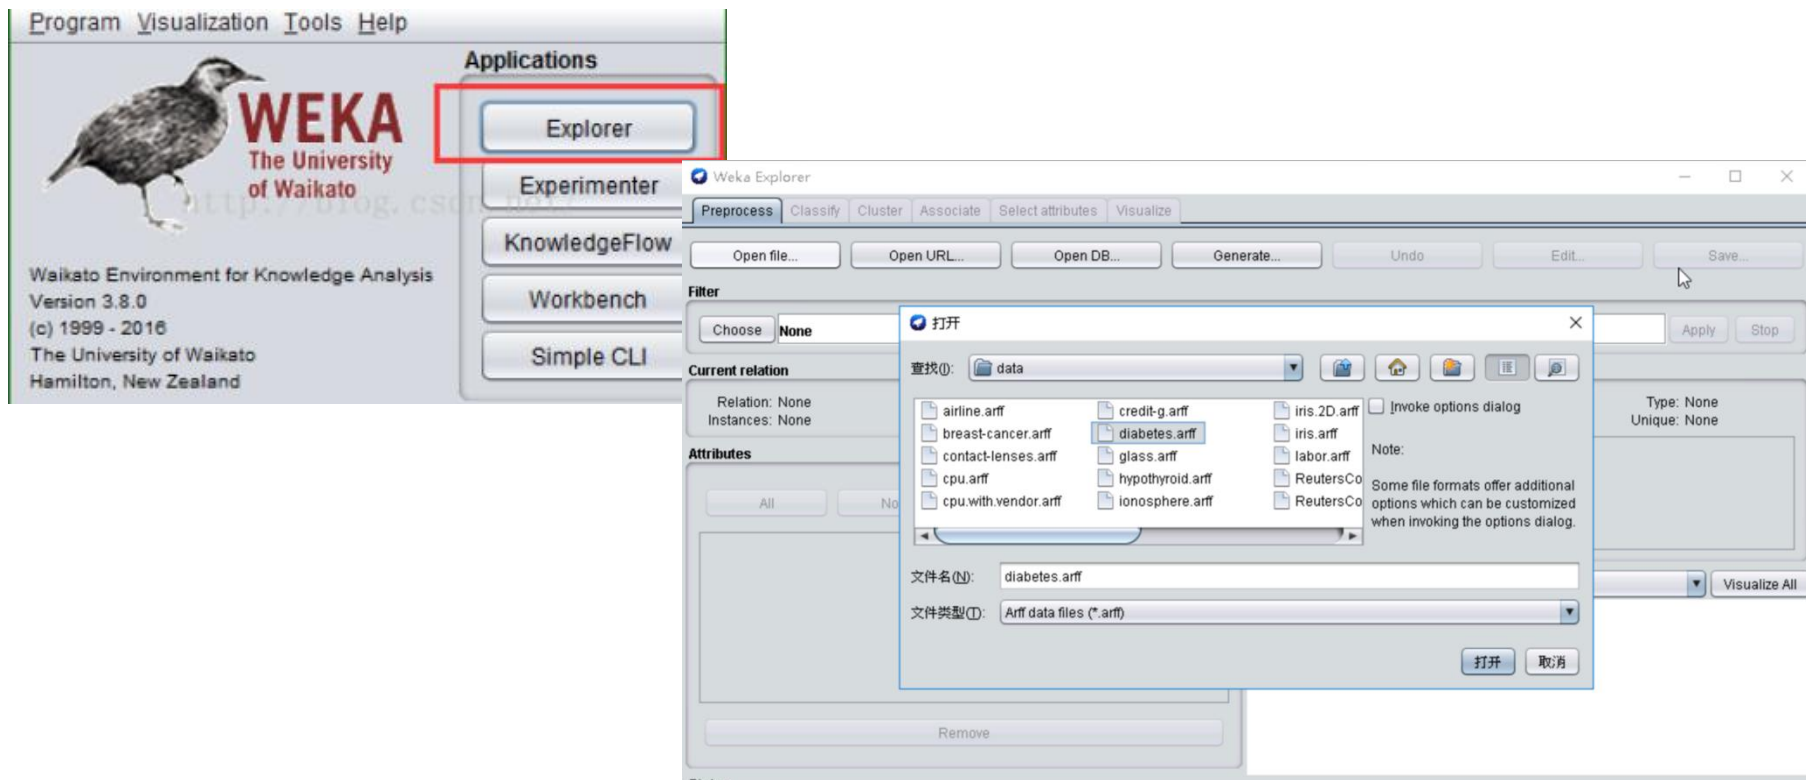 Program Visualization Tools Help
Applications
WEKA
The University
of Waikato
Explorer
Experimenter
KnowledgeFlow
Workbench
Simple CLI
http://blog.csdn.net/
Waikato Environment for Knowledge Analysis
Version 3.8.0
(c) 1999 - 2016
The University of Waikato
Hamilton, New Zealand
Weka Explorer
Preprocess Classify Cluster Associate Select attributes Visualize
Open file... Open URL... Open DB... Generate... Undo Edit... Save...
Filter
Choose None Apply Stop
Current relation
Relation: None
Instances: None
Type: None
Unique: None
Attributes
All No
Visualize All
Remove
打开
查找(I): data
airline.arff credit-g.arff iris.2D.arff
breast-cancer.arff diabetes.arff iris.arff
contact-lenses.arff glass.arff labor.arff
cpu.arff hypothyroid.arff ReutersCo
cpu.with.vendor.arff ionosphere.arff ReutersCo
Invoke options dialog
Note:
Some file formats offer additional
options which can be customized
when invoking the options dialog.
文件名(N): diabetes.arff
文件类型(T): Arff data files (*.arff)
打开 取消